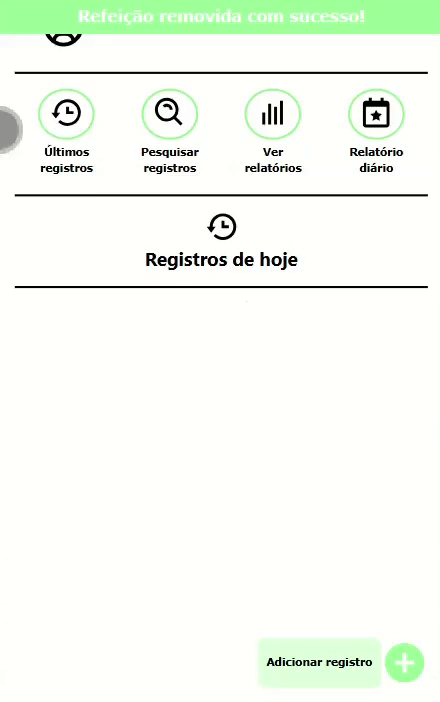 Refeição removida com sucesso!
Últimos registros
Pesquisar registros
Ver relatórios
Relatório diário
Registros de hoje
Adicionar registro